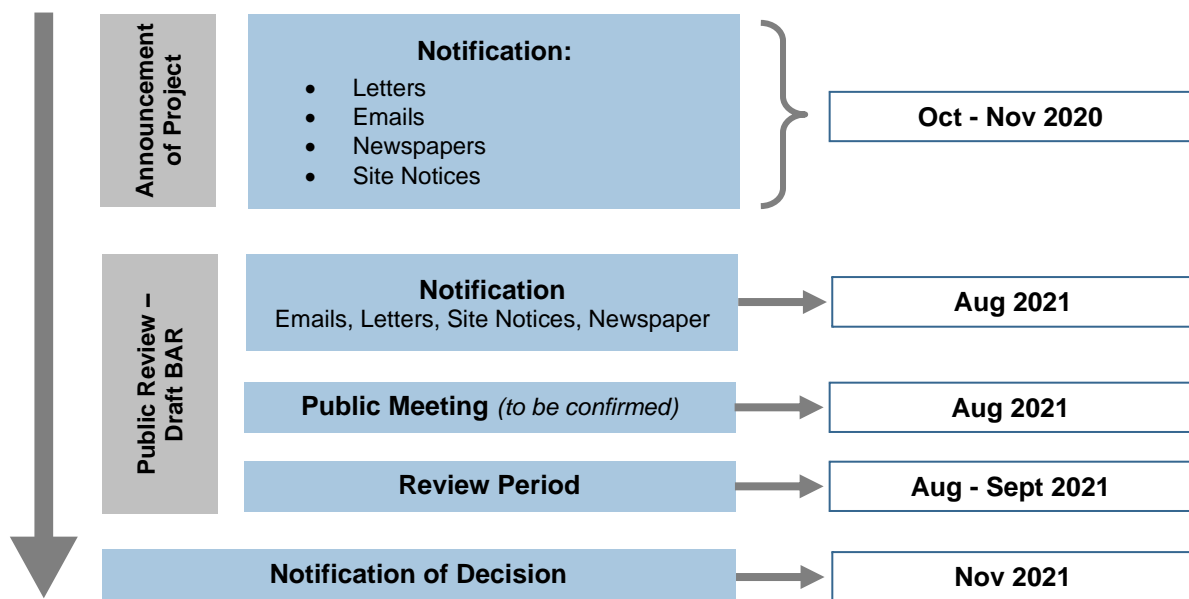 Announcement
of Project
Notification:
• Letters
• Emails
• Newspapers
• Site Notices
Oct - Nov 2020
Public Review –
Draft BAR
Notification
Emails, Letters, Site Notices, Newspaper
Aug 2021
Public Meeting (to be confirmed)
Aug 2021
Review Period
Aug - Sept 2021
Notification of Decision
Nov 2021